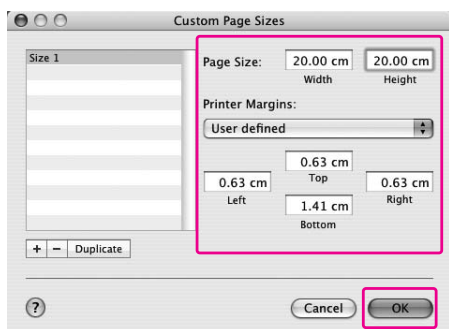 Custom Page Sizes
Size 1
Page Size:
20.00 cm
20.00 cm
Width
Height
Printer Margins:
User defined
0.63 cm
Top
0.63 cm
0.63 cm
Left
Right
1.41 cm
Bottom
+ − Duplicate
?
Cancel
OK